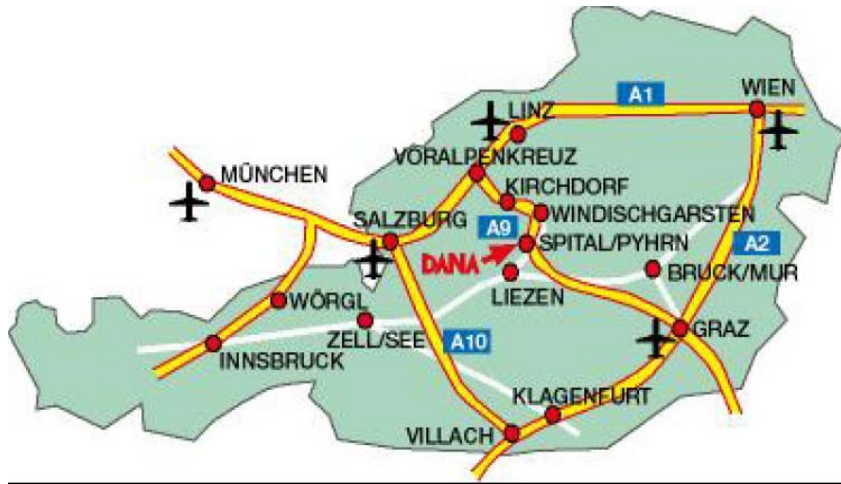 WIEN
A1
LINZ
VORALPENKREUZ
MÜNCHEN
KIRCHDORF
SALZBURG
WINDISCHGARSTEN
A9
SPITAL/PYHRN
A2
DANA
BRUCK/MUR
LIEZEN
WÖRGL
GRAZ
ZELL/SEE
A10
INNSBRUCK
KLAGENFURT
VILLACH